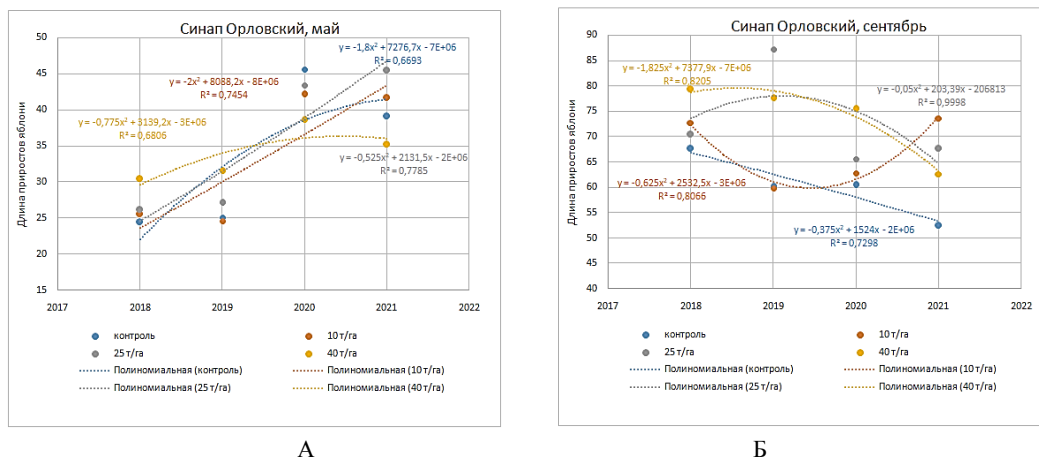 Синап Орловский, май
Длина приростов яблони
50
45
40
35
30
25
20
15
2017
2018
2019
2020
2021
2022
y = -1,8x² + 7276,7x - 7E+06
R² = 0,6693
y = -2x² + 8088,2x - 8E+06
R² = 0,7454
y = -0,775x² + 3139,2x - 3E+06
R² = 0,6806
y = -0,525x² + 2131,5x - 2E+06
R² = 0,7785
контроль
10 т/га
25 т/га
40 т/га
Полиномиальная (контроль)
Полиномиальная (10 т/га)
Полиномиальная (25 т/га)
Полиномиальная (40 т/га)
А
Синап Орловский, сентябрь
Длина приростов яблони
90
85
80
75
70
65
60
55
50
45
40
2017
2018
2019
2020
2021
2022
y = -1,825x² + 7377,9x - 7E+06
R² = 0,8205
y = -0,05x² + 203,39x - 206813
R² = 0,9998
y = -0,625x² + 2532,5x - 3E+06
R² = 0,8066
y = -0,375x² + 1524x - 2E+06
R² = 0,7298
контроль
10 т/га
25 т/га
40 т/га
Полиномиальная (контроль)
Полиномиальная (10 т/га)
Полиномиальная (25 т/га)
Полиномиальная (40 т/га)
Б